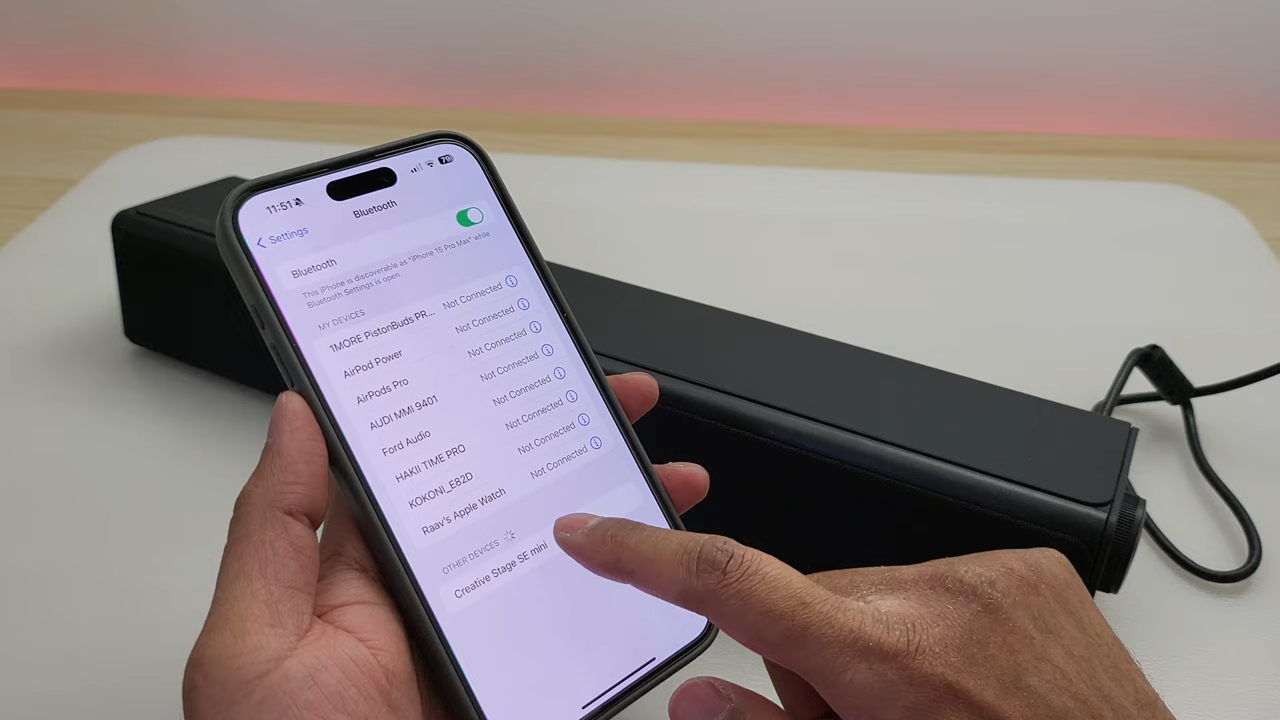 11:51
79
Settings
Bluetooth
Bluetooth
This iPhone is discoverable as "iPhone 15 Pro Max" while
Bluetooth Settings is open.
MY DEVICES
1MORE PistonBuds PR... Not Connected
AirPod Power Not Connected
AirPods Pro Not Connected
AUDI MMI 9401 Not Connected
Ford Audio Not Connected
HAKII TIME PRO Not Connected
KOKONI_E82D Not Connected
Raav's Apple Watch Not Connected
OTHER DEVICES
Creative Stage SE mini